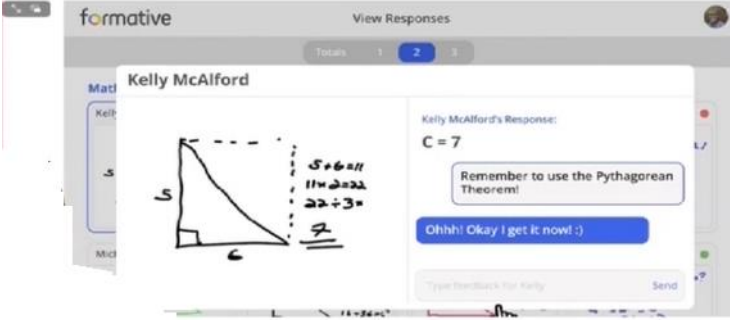 formative
View Responses
Totals 1 2 3
Kelly McAlford
Kelly McAlford's Response:
C = 7
Remember to use the Pythagorean
Theorem!
Ohhh! Okay I get it now! :)
Type feedback for Kelly
Send
5+6=11
11×2=22
22÷3=
7
5
6